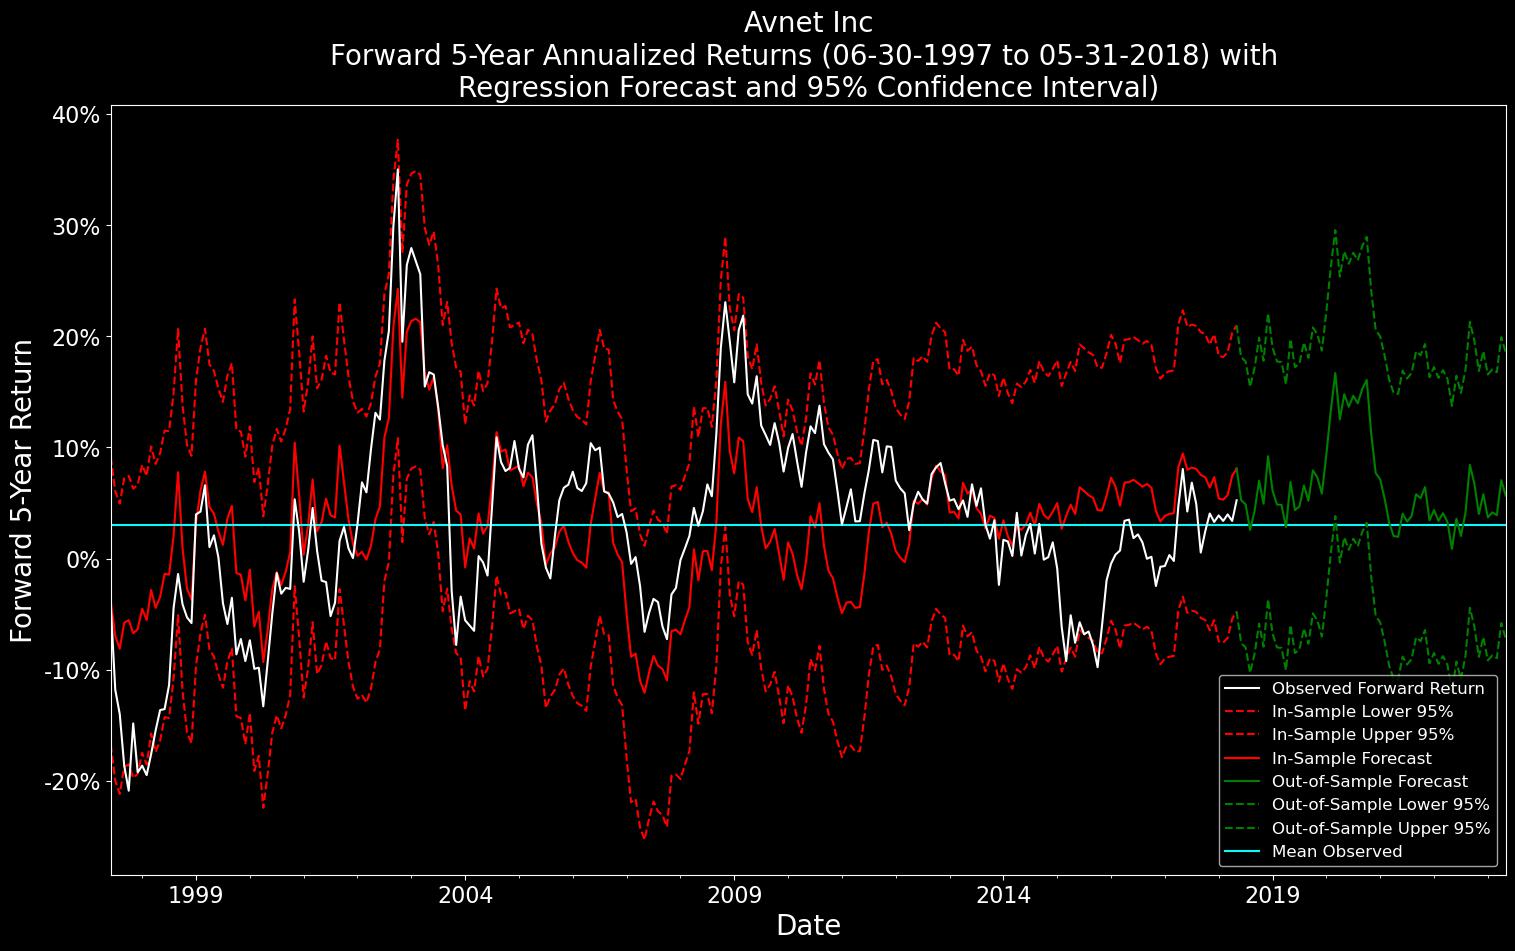 Avnet Inc
Forward 5-Year Annualized Returns (06-30-1997 to 05-31-2018) with
Regression Forecast and 95% Confidence Interval)
Forward 5-Year Return
40%
30%
20%
10%
0%
-10%
-20%
1999
2004
2009
2014
2019
Date
Observed Forward Return
In-Sample Lower 95%
In-Sample Upper 95%
In-Sample Forecast
Out-of-Sample Forecast
Out-of-Sample Lower 95%
Out-of-Sample Upper 95%
Mean Observed